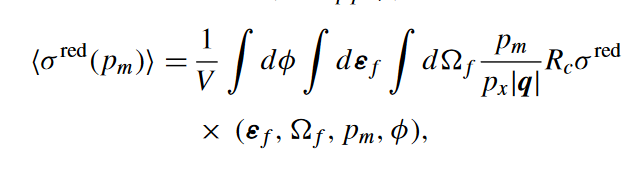 ⟨σ^red(p_m)⟩ = 1/V ∫ dϕ ∫ dε_f ∫ dΩ_f p_m/(p_x|q|) R_c σ^red
× (ε_f, Ω_f, p_m, ϕ),